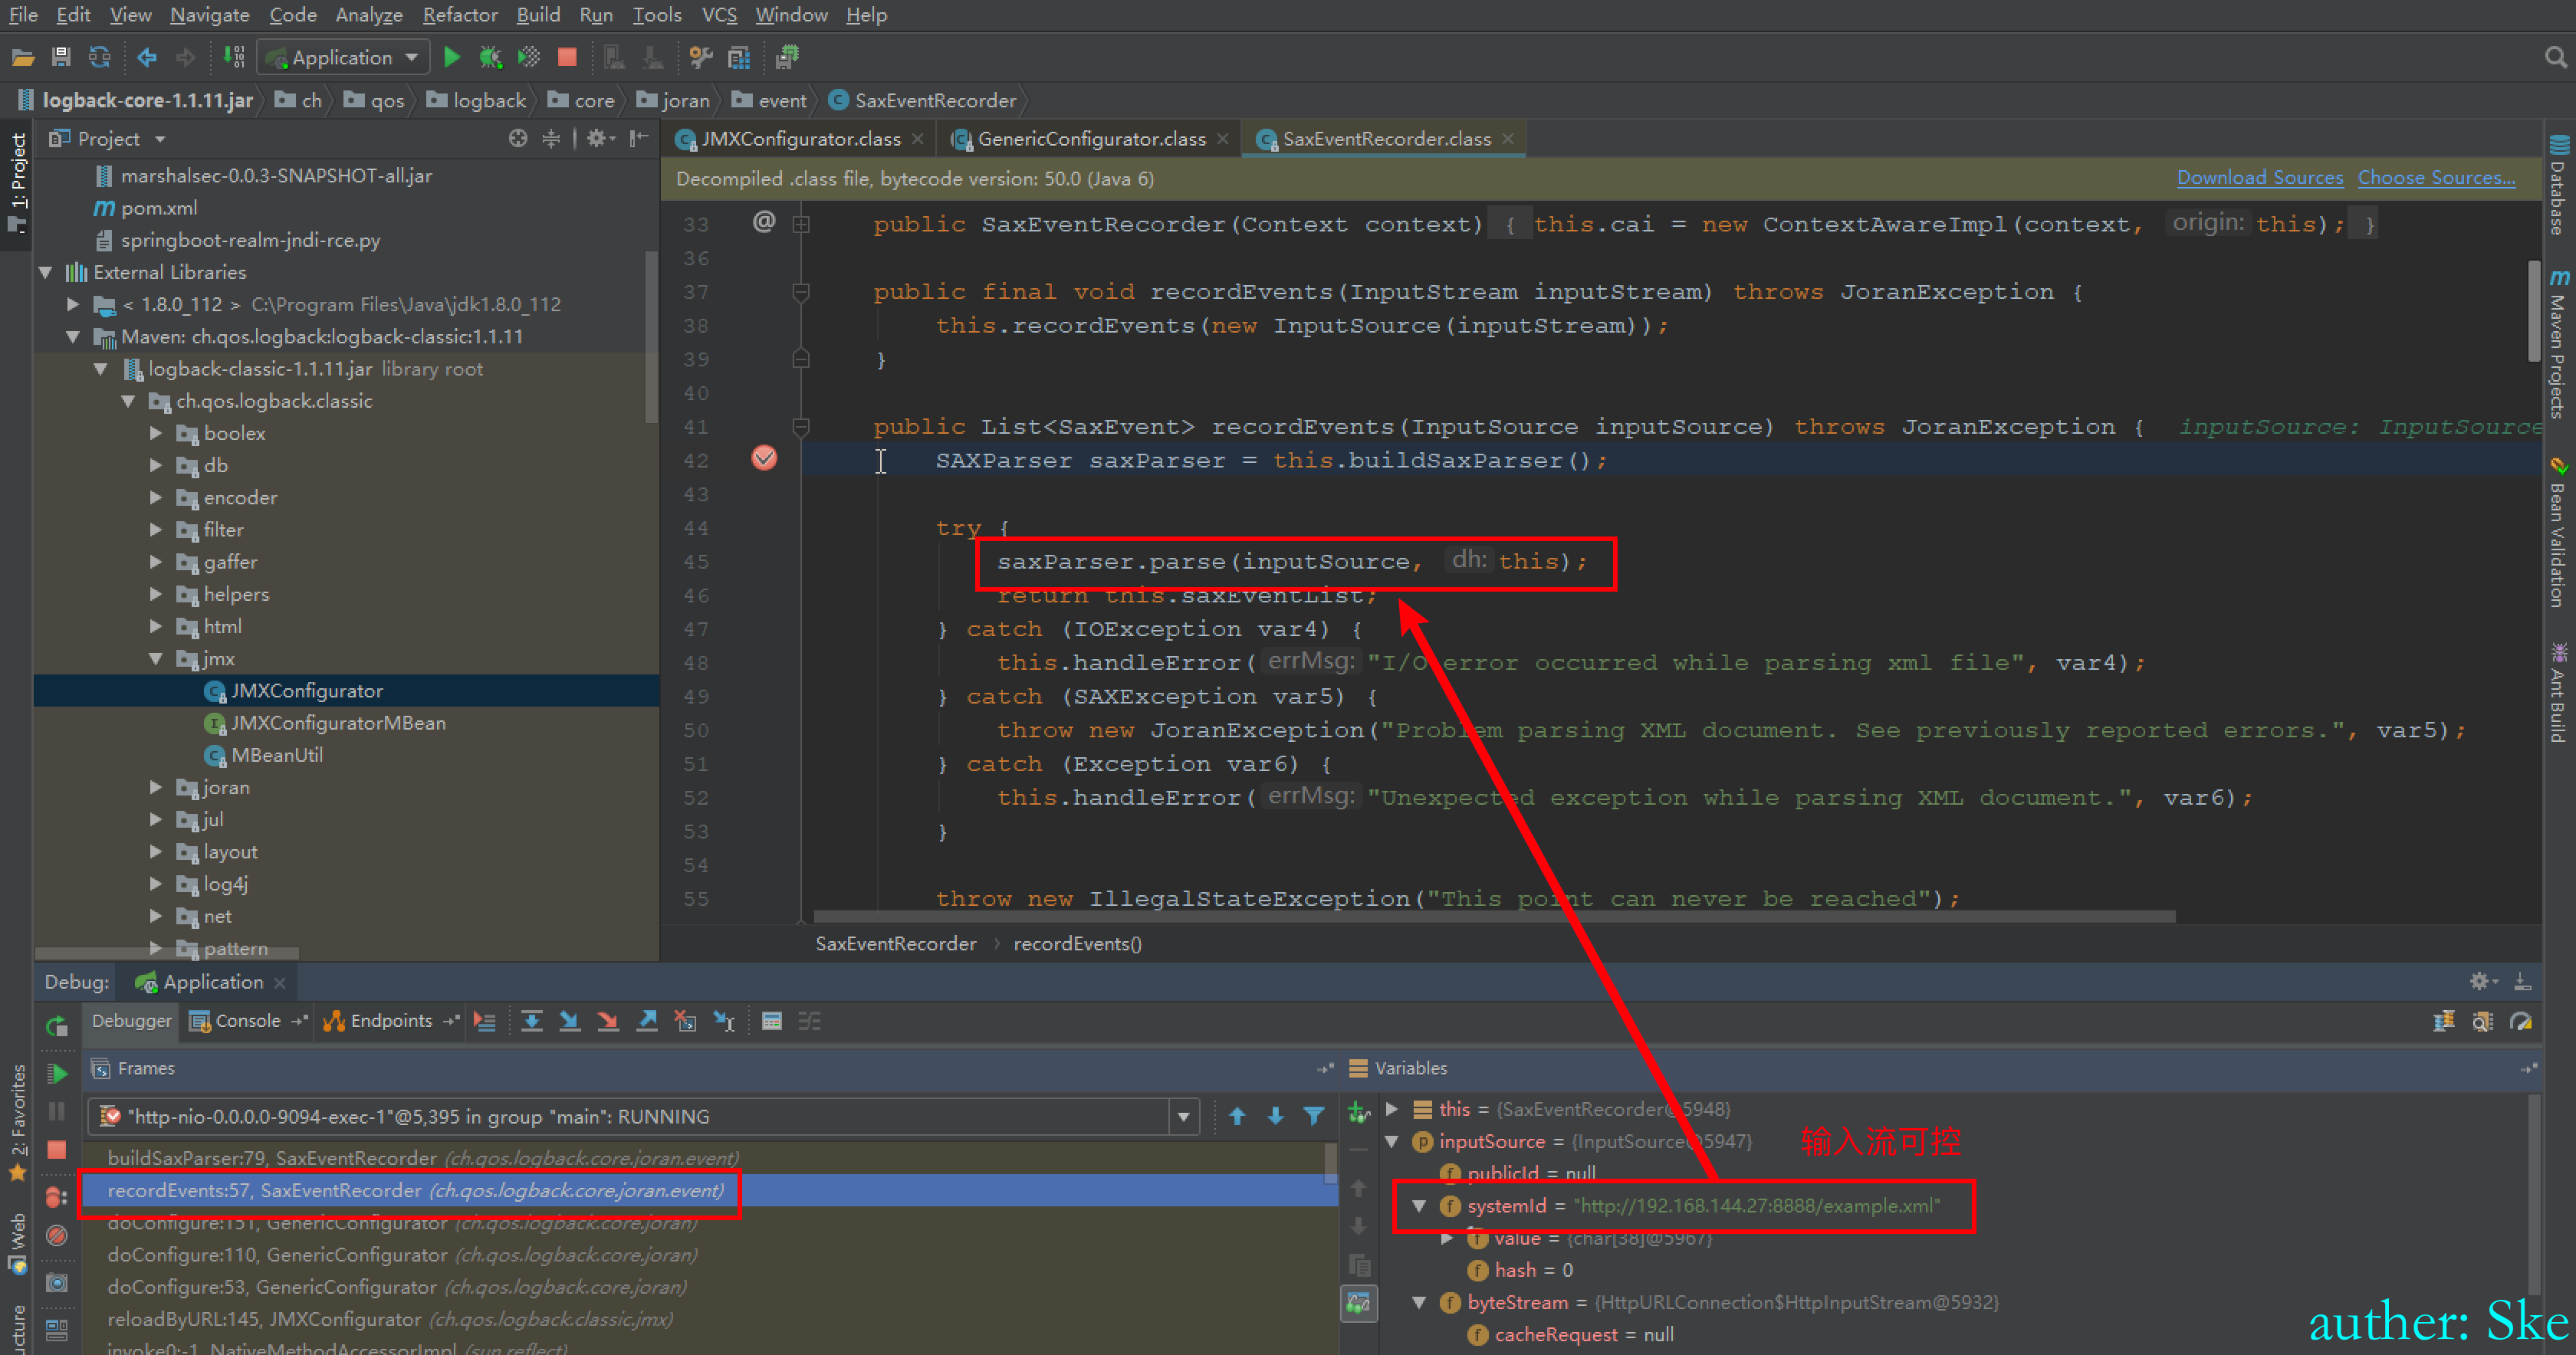 File Edit View Navigate Code Analyze Refactor Build Run Tools VCS Window Help
Application
logback-core-1.1.11.jar ch qos logback core joran event SaxEventRecorder
1: Project
Project
JMXConfigurator.class GenericConfigurator.class SaxEventRecorder.class
marshalsec-0.0.3-SNAPSHOT-all.jar
pom.xml
springboot-realm-jndi-rce.py
External Libraries
< 1.8.0_112 > C:\Program Files\Java\jdk1.8.0_112
Maven: ch.qos.logback:logback-classic:1.1.11
logback-classic-1.1.11.jar library root
ch.qos.logback.classic
boolex
db
encoder
filter
gaffer
helpers
html
jmx
JMXConfigurator
JMXConfiguratorMBean
MBeanUtil
joran
jul
layout
log4j
net
pattern
Decompiled .class file, bytecode version: 50.0 (Java 6) Download Sources Choose Sources...
33 @ public SaxEventRecorder(Context context) { this.cai = new ContextAwareImpl(context, origin: this); }
36
37 public final void recordEvents(InputStream inputStream) throws JoranException {
38 this.recordEvents(new InputSource(inputStream));
39 }
40
41 public List<SaxEvent> recordEvents(InputSource inputSource) throws JoranException { inputSource: InputSource
42 SAXParser saxParser = this.buildSaxParser();
43
44 try {
45 saxParser.parse(inputSource, dh: this);
46 return this.saxEventList;
47 } catch (IOException var4) {
48 this.handleError( errMsg: "I/O error occurred while parsing xml file", var4);
49 } catch (SAXException var5) {
50 throw new JoranException("Problem parsing XML document. See previously reported errors.", var5);
51 } catch (Exception var6) {
52 this.handleError( errMsg: "Unexpected exception while parsing XML document.", var6);
53 }
54
55 throw new IllegalStateException("This point can never be reached");
SaxEventRecorder recordEvents()
Database
Maven Projects
Bean Validation
Ant Build
Debug: Application
Debugger Console Endpoints
2: Favorites
Web
Frames
"http-nio-0.0.0.0-9094-exec-1"@5,395 in group "main": RUNNING
buildSaxParser:79, SaxEventRecorder (ch.qos.logback.core.joran.event)
recordEvents:57, SaxEventRecorder (ch.qos.logback.core.joran.event)
doConfigure:151, GenericConfigurator (ch.qos.logback.core.joran)
doConfigure:110, GenericConfigurator (ch.qos.logback.core.joran)
doConfigure:53, GenericConfigurator (ch.qos.logback.core.joran)
reloadByURL:145, JMXConfigurator (ch.qos.logback.classic.jmx)
invoke0:-1, NativeMethodAccessorImpl (sun.reflect)
Variables
this = {SaxEventRecorder@5948}
inputSource = {InputSource@5947}
输入流可控
publicId = null
systemId = "http://192.168.144.27:8888/example.xml"
value = {char[38]@5967}
hash = 0
byteStream = {HttpURLConnection$HttpInputStream@5932}
cacheRequest = null
auther: Ske